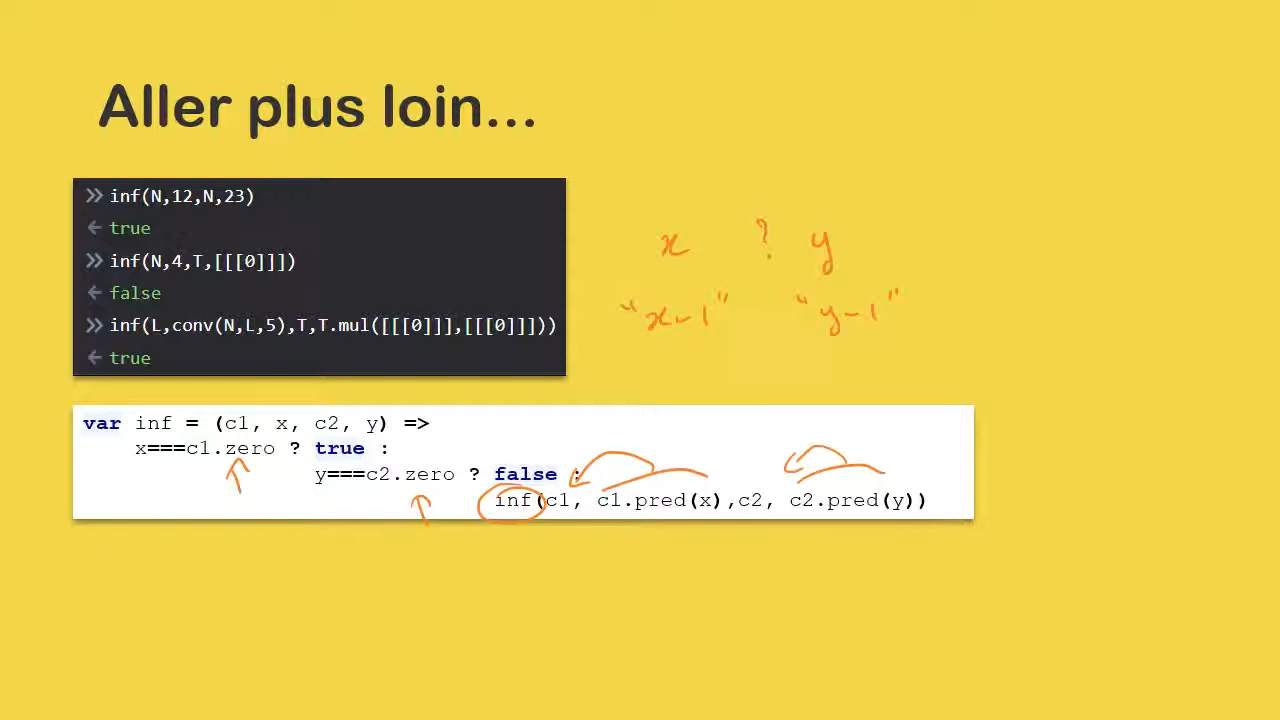 Aller plus loin...
inf(N,12,N,23)
true
inf(N,4,T,[[[0]]])
false
inf(L,conv(N,L,5),T,T.mul([[[0]]],[[[0]]]))
true
x ? y
"x-1" "y-1"
var inf = (c1, x, c2, y) =>
x===c1.zero ? true :
y===c2.zero ? false :
inf(c1, c1.pred(x),c2, c2.pred(y))